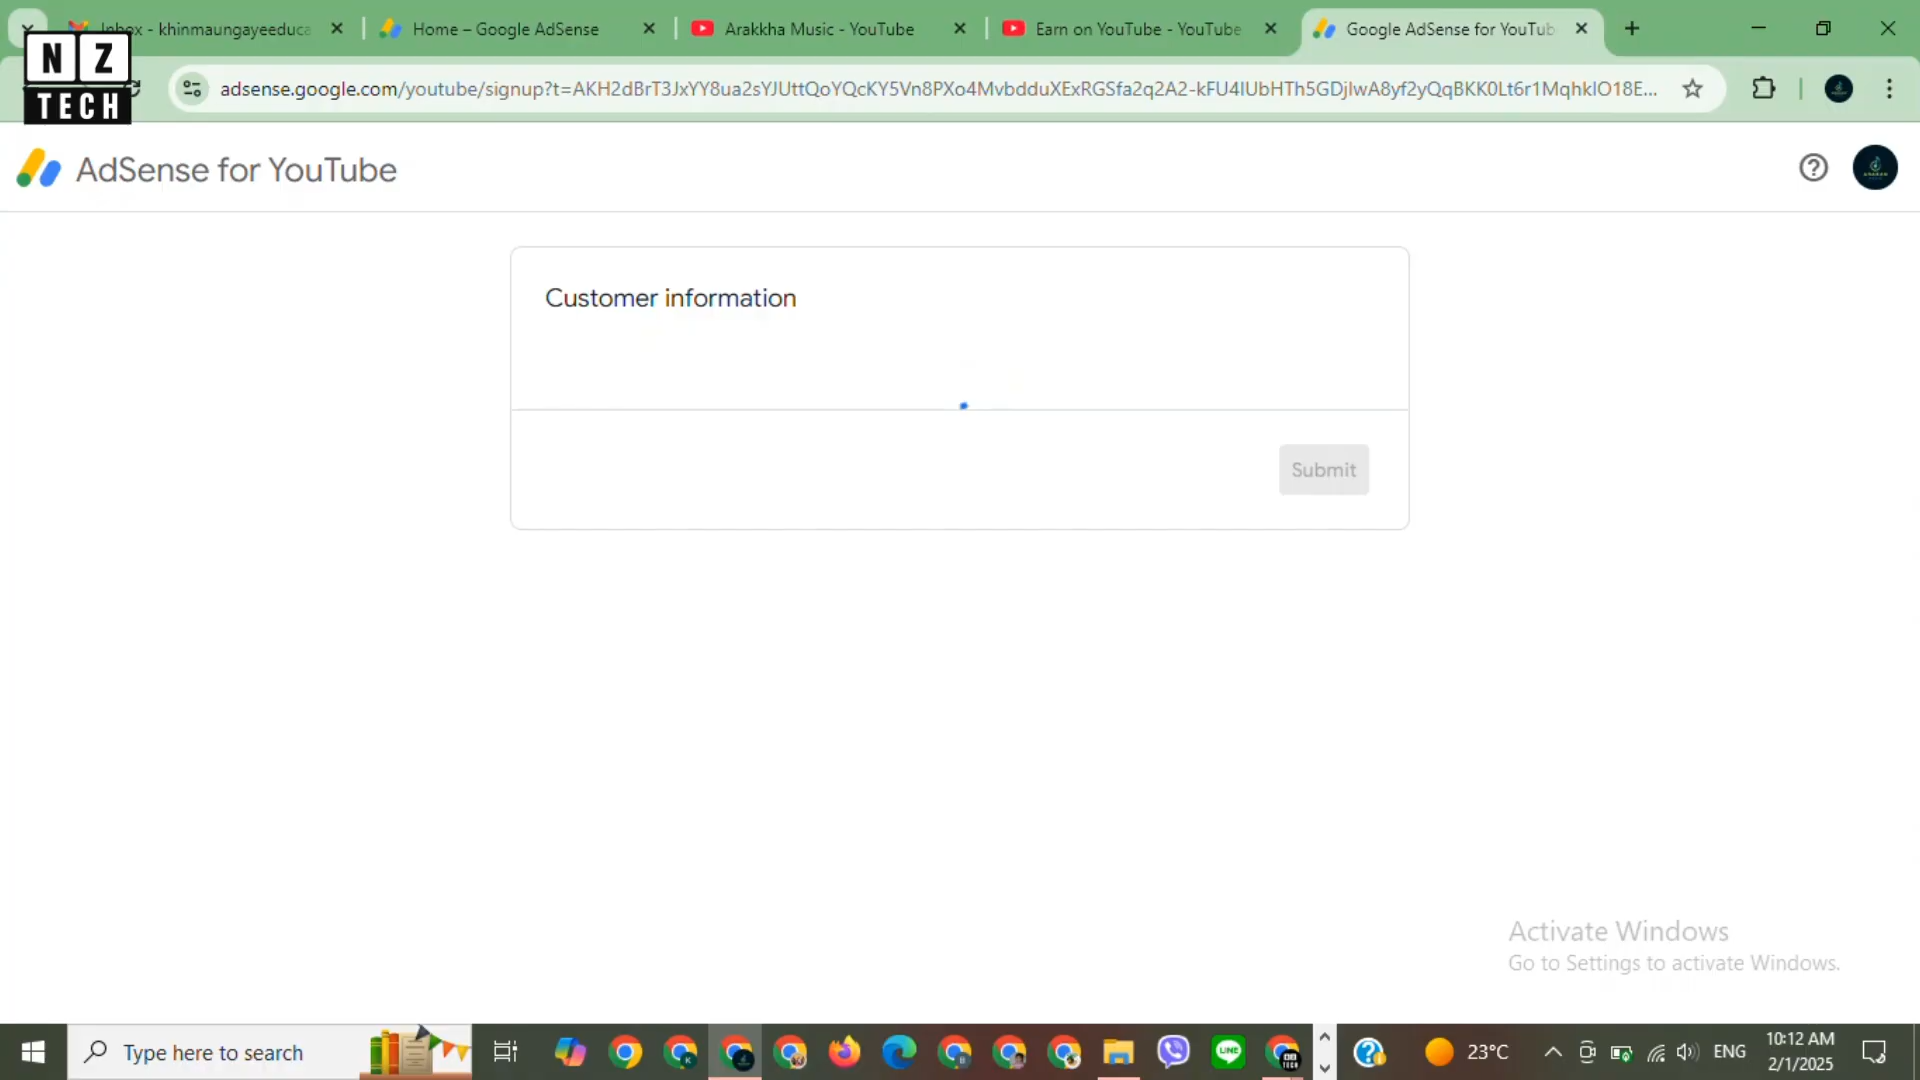 Inbox - khinmaungayeeduca
Home – Google AdSense
Arakkha Music - YouTube
Earn on YouTube - YouTube
Google AdSense for YouTub
NZ
TECH
adsense.google.com/youtube/signup?t=AKH2dBrT3JxYY8ua2sYJUttQoYQcKY5Vn8PXo4MvbdduXExRGSfa2q2A2-kFU4IUbHTh5GDjIwA8yf2yQqBKK0Lt6r1MqhkIO18E...
AdSense for YouTube
Customer information
Submit
Activate Windows
Go to Settings to activate Windows.
Type here to search
23°C
ENG
10:12 AM
2/1/2025